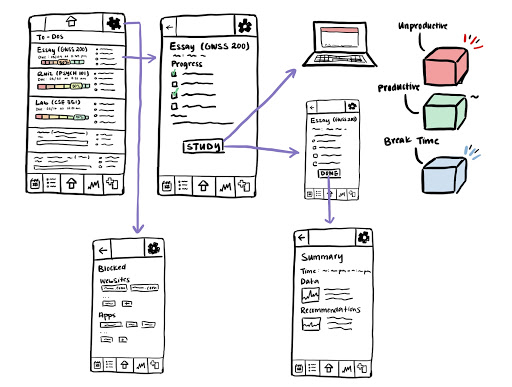 To-Dos
Essay (GWSS 200)
Quiz (PSYCH 101)
Lab (CSE 351)
Essay (GWSS 200)
Progress
STUDY
Essay (GWSS 200)
DONE
Unproductive
Productive
Break Time
Blocked
Websites
Apps
Summary
Time:
Data
Recommendations